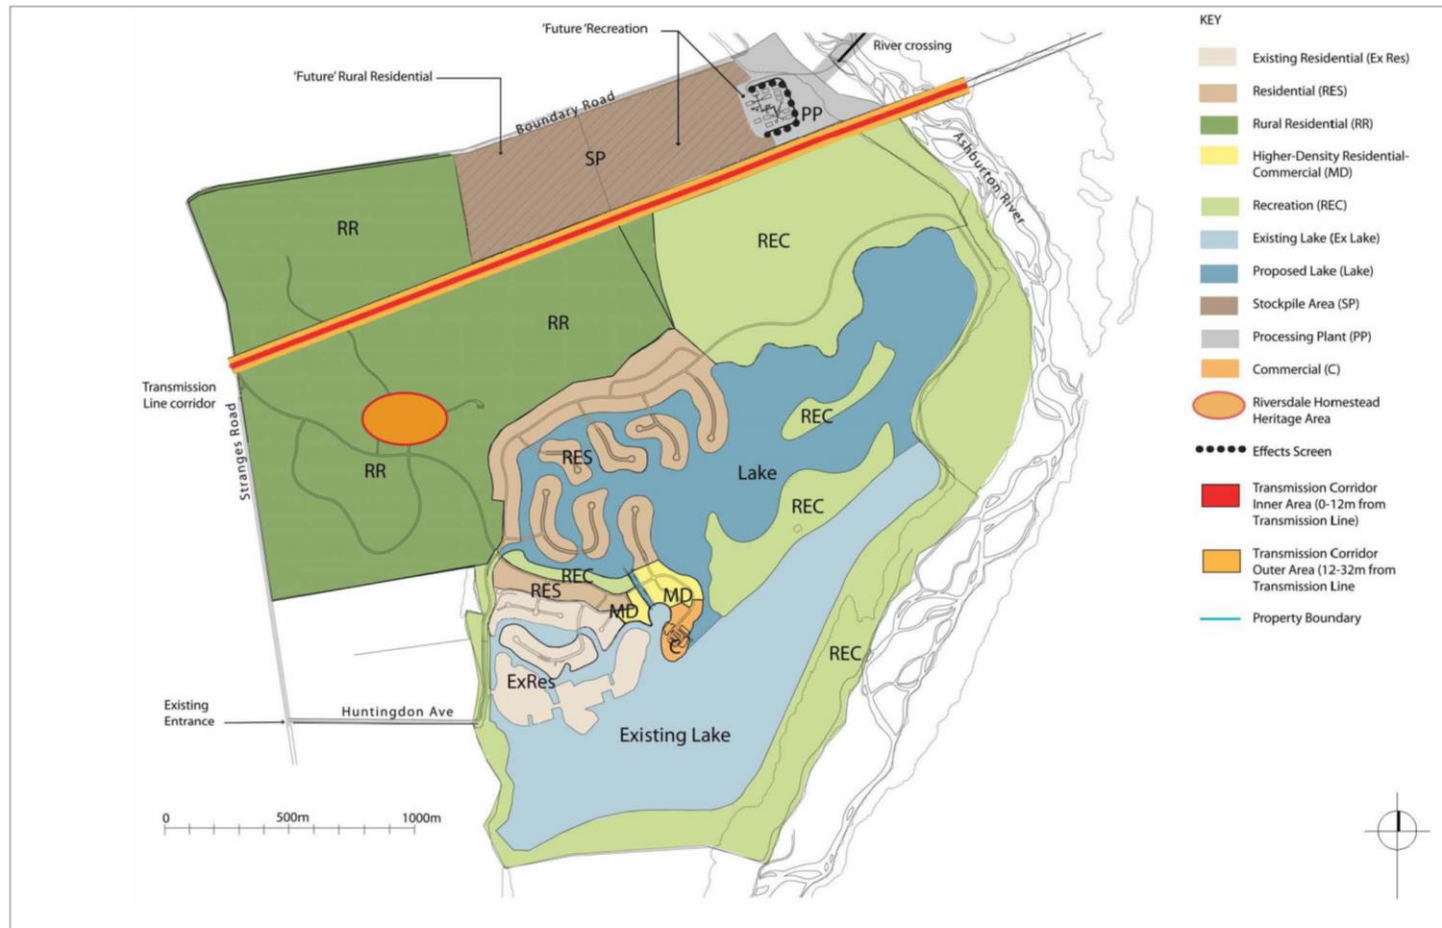 'Future' Recreation
River crossing
'Future' Rural Residential
Boundary Road
PP
SP
Ashburton River
RR
REC
RR
Transmission
Line corridor
Stranges Road
REC
RES
Lake
RR
REC
REC
RES
MD
MD
C
REC
ExRes
Existing
Entrance
Huntingdon Ave
Existing Lake
0
500m
1000m
KEY
Existing Residential (Ex Res)
Residential (RES)
Rural Residential (RR)
Higher-Density Residential-
Commercial (MD)
Recreation (REC)
Existing Lake (Ex Lake)
Proposed Lake (Lake)
Stockpile Area (SP)
Processing Plant (PP)
Commercial (C)
Riversdale Homestead
Heritage Area
Effects Screen
Transmission Corridor
Inner Area (0-12m from
Transmission Line)
Transmission Corridor
Outer Area (12-32m from
Transmission Line
Property Boundary